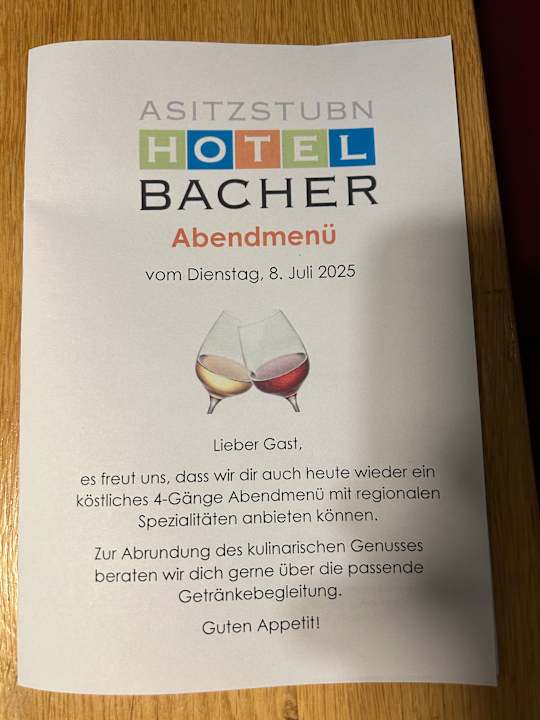 ASITZSTUBN
HOTEL
BACHER
Abendmenü
vom Dienstag, 8. Juli 2025
Lieber Gast,
es freut uns, dass wir dir auch heute wieder ein
köstliches 4-Gänge Abendmenü mit regionalen
Spezialitäten anbieten können.
Zur Abrundung des kulinarischen Genusses
beraten wir dich gerne über die passende
Getränkebegleitung.
Guten Appetit!